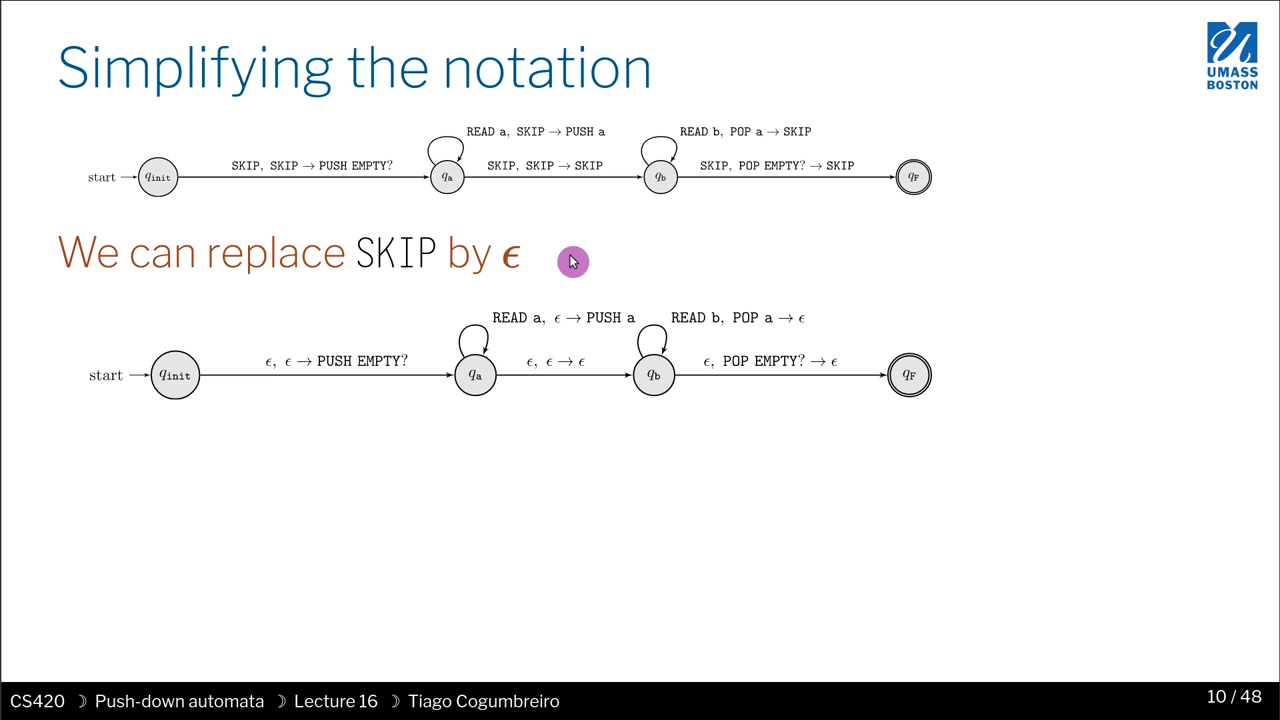 Simplifying the notation
UMASS
BOSTON
READ a, SKIP → PUSH a
READ b, POP a → SKIP
SKIP, SKIP → PUSH EMPTY?
SKIP, SKIP → SKIP
SKIP, POP EMPTY? → SKIP
start
q_init
q_a
q_b
q_F
We can replace SKIP by ϵ
READ a, ϵ → PUSH a
READ b, POP a → ϵ
ϵ, ϵ → PUSH EMPTY?
ϵ, ϵ → ϵ
ϵ, POP EMPTY? → ϵ
start
q_init
q_a
q_b
q_F
CS420 ☽ Push-down automata ☽ Lecture 16 ☽ Tiago Cogumbreiro
10 / 48